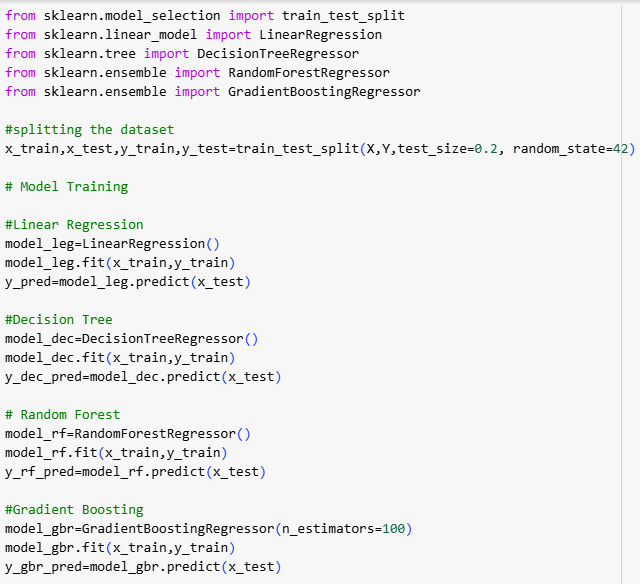 from sklearn.model_selection import train_test_split
from sklearn.linear_model import LinearRegression
from sklearn.tree import DecisionTreeRegressor
from sklearn.ensemble import RandomForestRegressor
from sklearn.ensemble import GradientBoostingRegressor
#splitting the dataset
x_train,x_test,y_train,y_test=train_test_split(X,Y,test_size=0.2, random_state=42)
# Model Training
#Linear Regression
model_leg=LinearRegression()
model_leg.fit(x_train,y_train)
y_pred=model_leg.predict(x_test)
#Decision Tree
model_dec=DecisionTreeRegressor()
model_dec.fit(x_train,y_train)
y_dec_pred=model_dec.predict(x_test)
# Random Forest
model_rf=RandomForestRegressor()
model_rf.fit(x_train,y_train)
y_rf_pred=model_rf.predict(x_test)
#Gradient Boosting
model_gbr=GradientBoostingRegressor(n_estimators=100)
model_gbr.fit(x_train,y_train)
y_gbr_pred=model_gbr.predict(x_test)